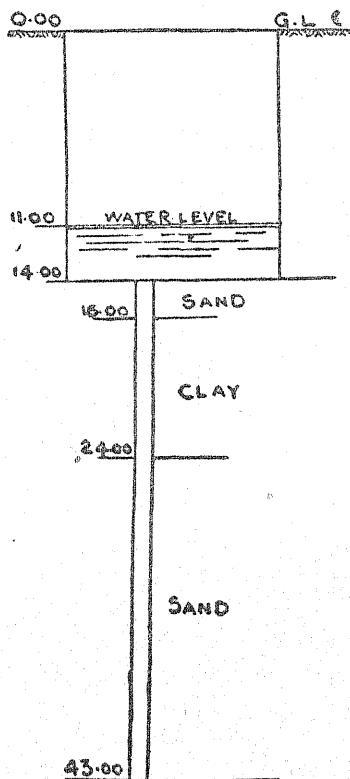 0.00 G.L
11.00 WATER LEVEL
14.00
SAND
16.00
CLAY
24.00
SAND
43.00